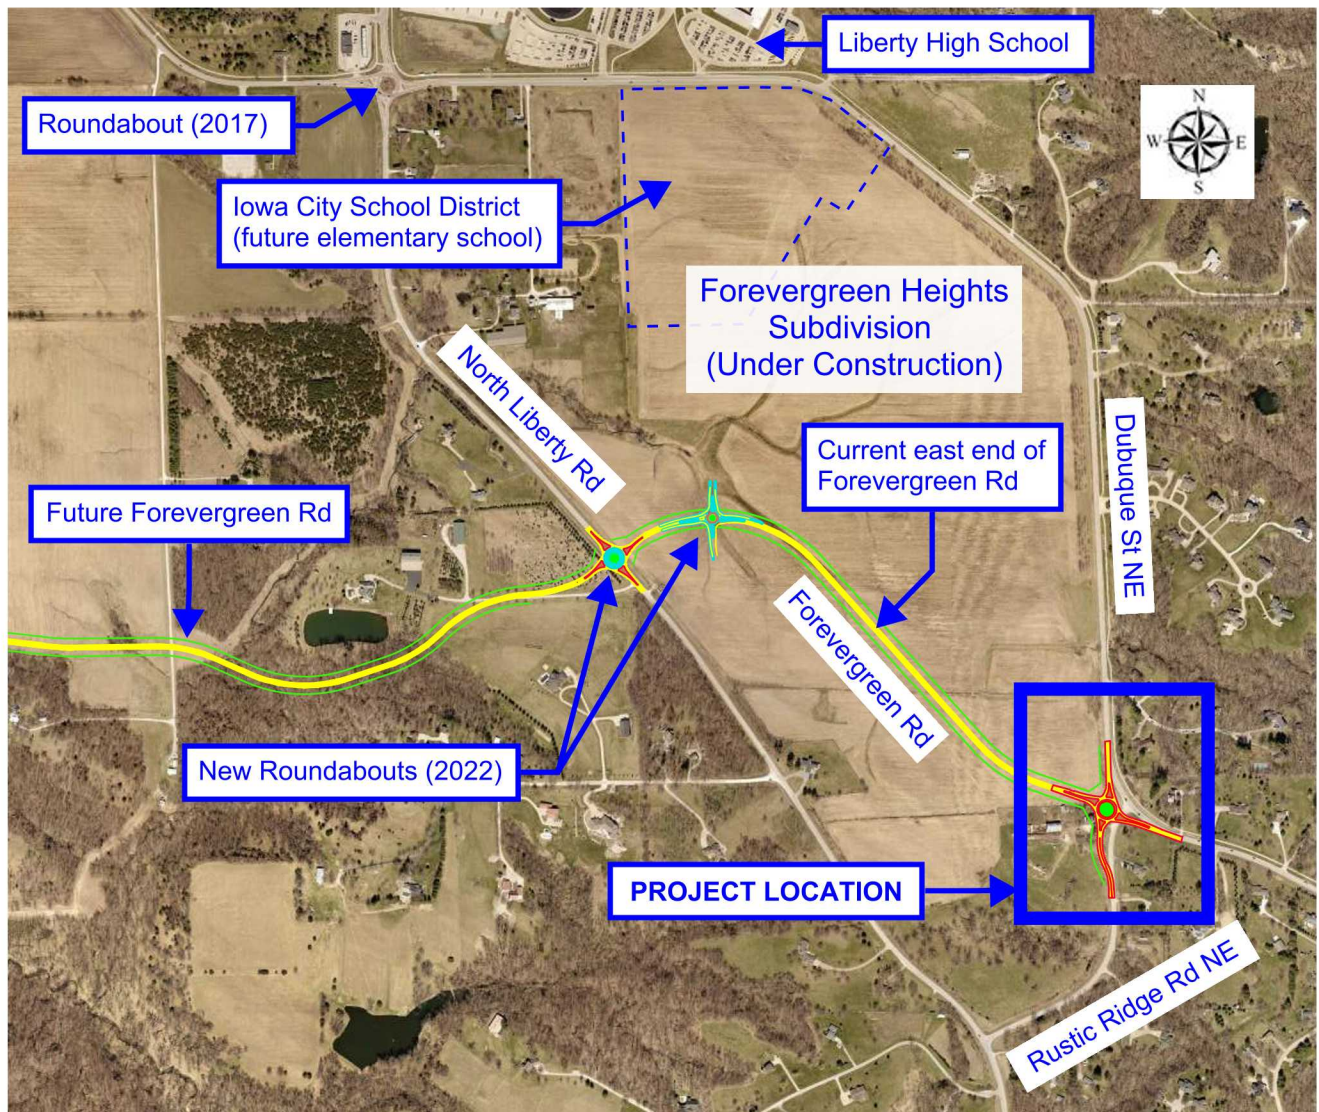 Liberty High School
Roundabout (2017)
N
W E
S
Iowa City School District
(future elementary school)
Forevergreen Heights
Subdivision
(Under Construction)
North Liberty Rd
Dubuque St NE
Current east end of
Forevergreen Rd
Future Forevergreen Rd
Forevergreen Rd
New Roundabouts (2022)
PROJECT LOCATION
Rustic Ridge Rd NE